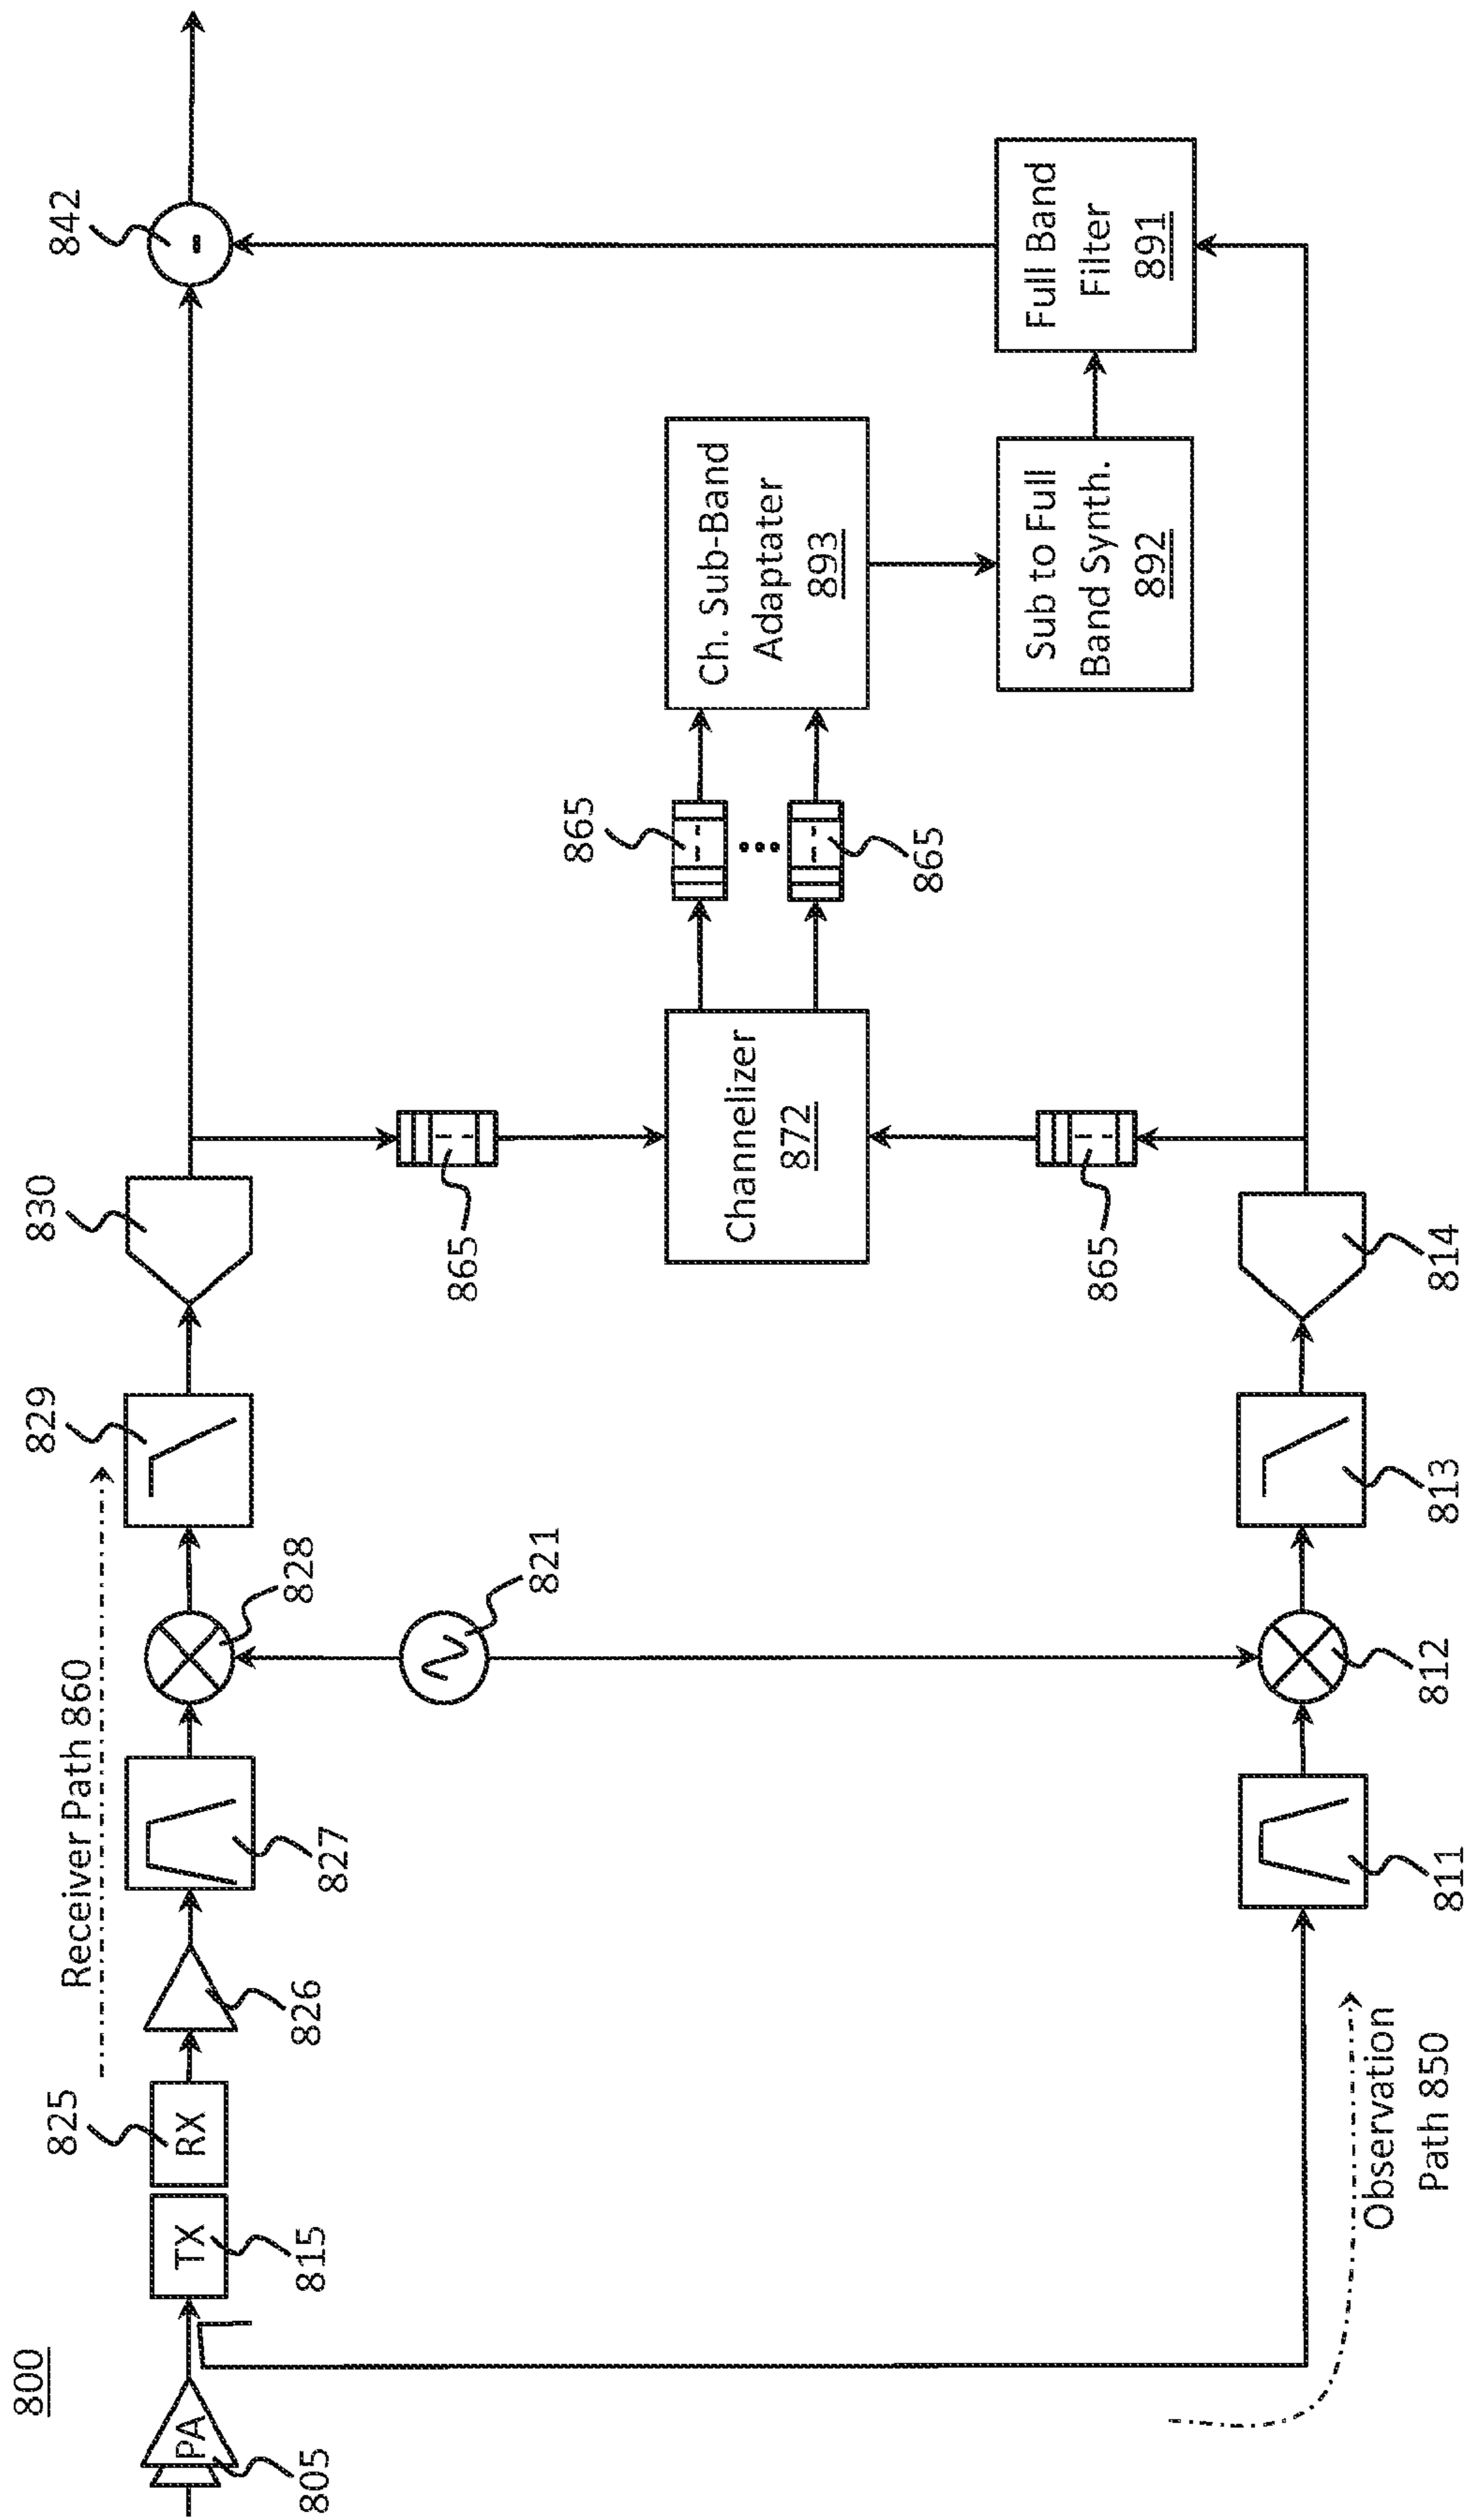 800
PA
805
TX
815
825
RX
826
Receiver Path 860
827
828
829
830
821
Observation
Path 850
811
812
813
814
865
865
Channelizer
872
865
865
Ch. Sub-Band
Adaptater
893
Sub to Full
Band Synth.
892
Full Band
Filter
891
842
-